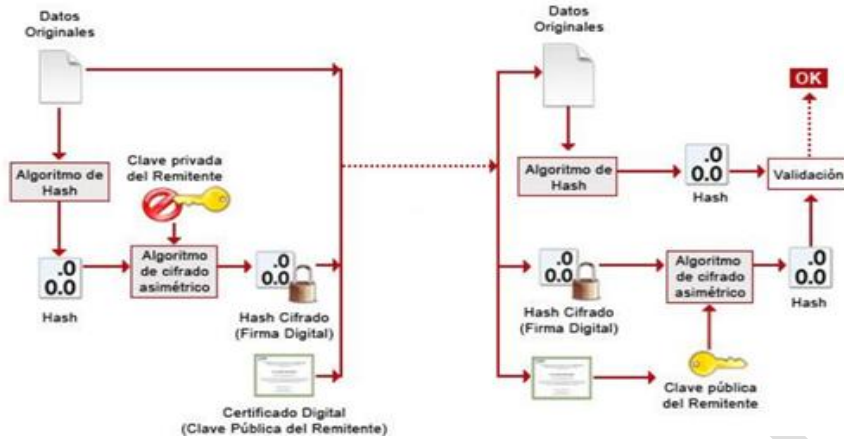 Datos
Originales
Algoritmo de
Hash
Clave privada
del Remitente
.0
0.0
Hash
Algoritmo
de cifrado
asimétrico
.0
0.0
Hash Cifrado
(Firma Digital)
Certificado Digital
(Clave Pública del Remitente)
Datos
Originales
Algoritmo de
Hash
.0
0.0
Hash
OK
Validación
.0
0.0
Hash Cifrado
(Firma Digital)
Algoritmo
de cifrado
asimétrico
.0
0.0
Hash
Clave pública
del Remitente